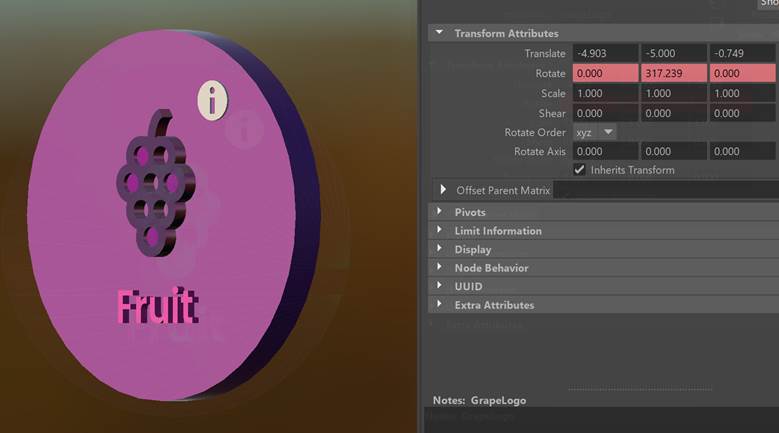 Sho
Transform Attributes
Translate -4.903 -5.000 -0.749
Rotate 0.000 317.239 0.000
Scale 1.000 1.000 1.000
Shear 0.000 0.000 0.000
Rotate Order xyz
Rotate Axis 0.000 0.000 0.000
Inherits Transform
Offset Parent Matrix
Pivots
Limit Information
Display
Node Behavior
UUID
Extra Attributes
Notes: GrapeLogo
i
Fruit